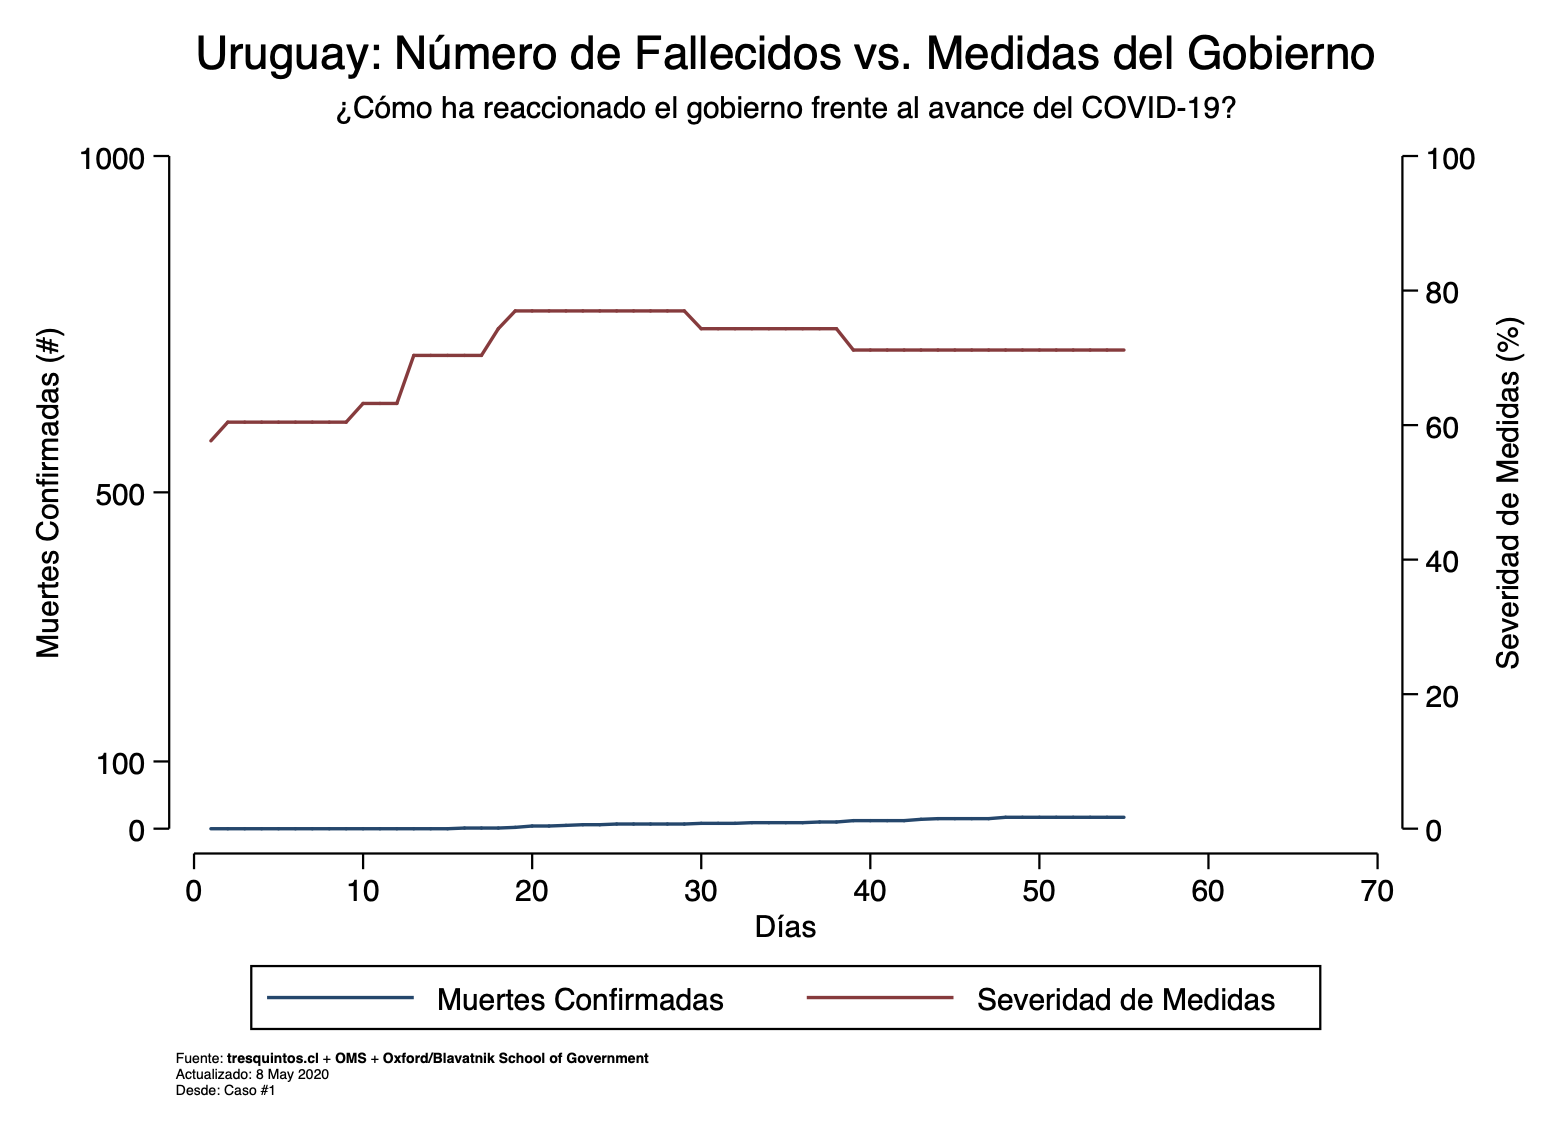 Uruguay: Número de Fallecidos vs. Medidas del Gobierno
¿Cómo ha reaccionado el gobierno frente al avance del COVID-19?
Muertes Confirmadas (#)
1000
500
100
0
100
80
60
40
20
0
Severidad de Medidas (%)
0 10 20 30 40 50 60 70
Días
Muertes Confirmadas Severidad de Medidas
Fuente: tresquintos.cl + OMS + Oxford/Blavatnik School of Government
Actualizado: 8 May 2020
Desde: Caso #1